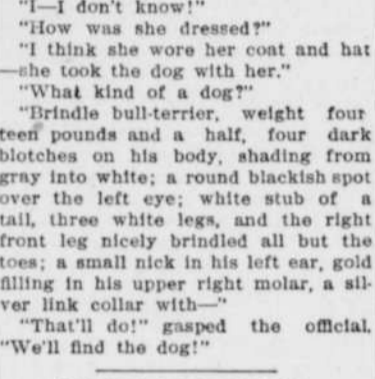 "I—I don't know!"
"How was she dressed?"
"I think she wore her coat and hat
—she took the dog with her."
"What kind of a dog?"
"Brindle bull-terrier, weight four
teen pounds and a half, four dark
blotches on his body, shading from
gray into white; a round blackish spot
over the left eye; white stub of a
tail, three white legs, and the right
front leg nicely brindled all but the
toes; a small nick in his left ear, gold
filling in his upper right molar, a sil-
ver link collar with—"
"That'll do!" gasped the official.
"We'll find the dog!"